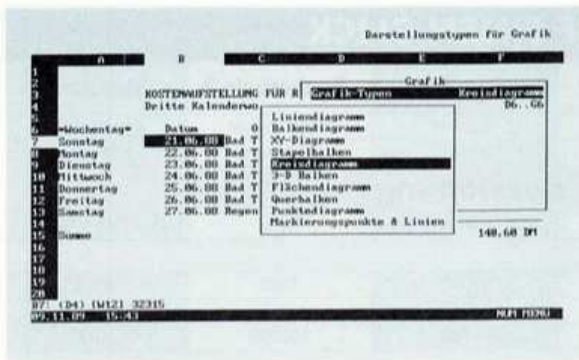 Darstellungstypen für Grafik
A B C D E F
Grafik
1
2
3 KOSTENAUFSTELLUNG FÜR R Grafik-Typen Kreisdiagramm
4 Dritte Kalenderwo D6..G6
5 Liniendiagramm
6 =Wochentag= Datum O Balkendiagramm
7 Sonntag 21.06.88 Bad T XY-Diagramm
8 Montag 22.06.88 Bad T Stapelbalken
9 Dienstag 23.06.88 Bad T Kreisdiagramm
10 Mittwoch 24.06.88 Bad T 3-D Balken
11 Donnertag 25.06.88 Bad T Flächendiagramm
12 Freitag 26.06.88 Bad T Querbalken
13 Samstag 27.06.88 Regen Punktediagramm
14 Markierungspunkte & Linien
15 Summe 148.60 DM
16
17
18
19
20
B7: (D4) [W12] 32315
09.11.89 15:43 NUM MENU